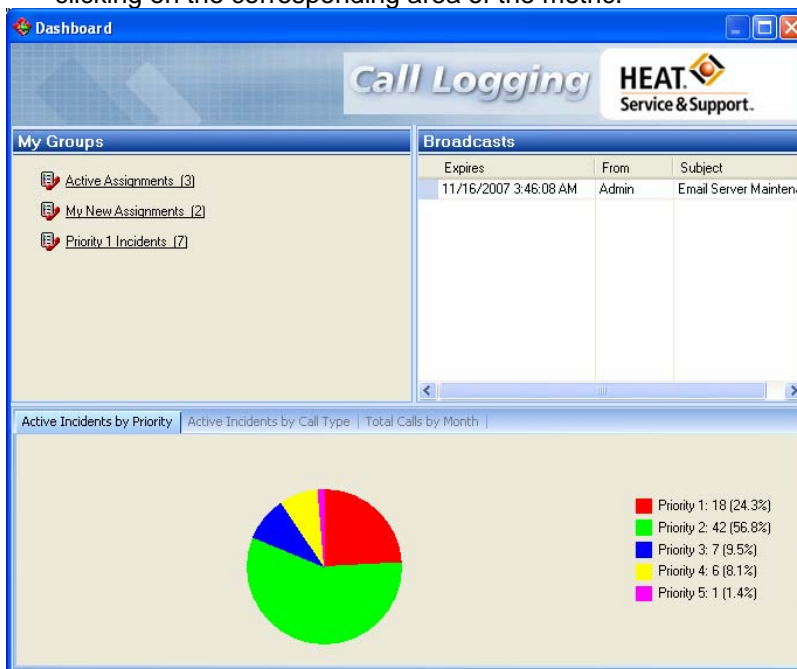 clicking on the corresponding area of the metric.
Dashboard
Call Logging
HEAT.
Service & Support.
My Groups
Active Assignments (3)
My New Assignments (2)
Priority 1 Incidents (7)
Broadcasts
Expires From Subject
11/16/2007 3:46:08 AM Admin Email Server Maintena
Active Incidents by Priority | Active Incidents by Call Type | Total Calls by Month |
Priority 1: 18 (24.3%)
Priority 2: 42 (56.8%)
Priority 3: 7 (9.5%)
Priority 4: 6 (8.1%)
Priority 5: 1 (1.4%)